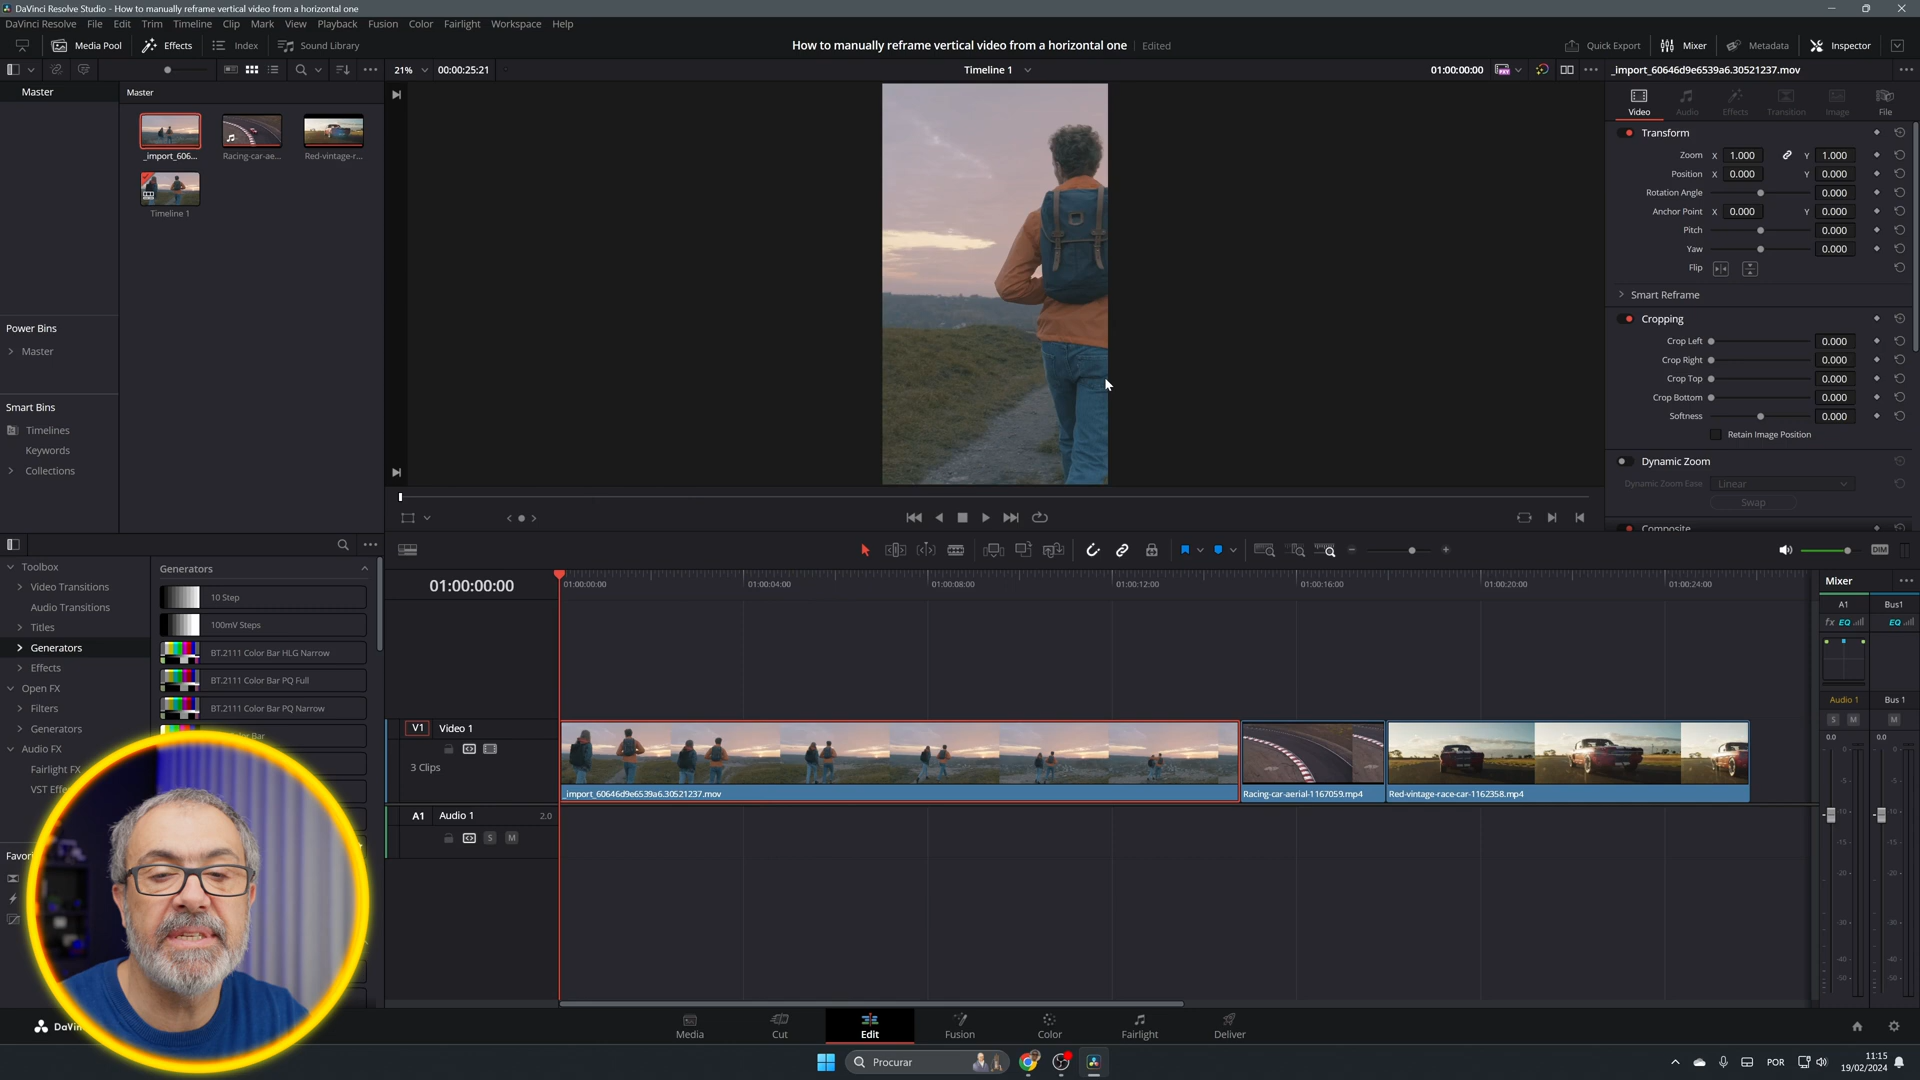 DaVinci Resolve Studio - How to manually reframe vertical video from a horizontal one
DaVinci Resolve File Edit Trim Timeline Clip Mark View Playback Fusion Color Fairlight Workspace Help
Media Pool Effects Index Sound Library
How to manually reframe vertical video from a horizontal one Edited
Quick Export Mixer Metadata Inspector
21% 00:00:25:21 Timeline 1 01:00:00:00 _import_60646d9e6539a6.30521237.mov
Master
Master
_import_606... Racing-car-ae... Red-vintage-r...
Timeline 1
Power Bins
Master
Smart Bins
Timelines
Keywords
Collections
Video Audio Effects Transition Image File
Transform
Zoom X 1.000 Y 1.000
Position X 0.000 Y 0.000
Rotation Angle 0.000
Anchor Point X 0.000 Y 0.000
Pitch 0.000
Yaw 0.000
Flip
Smart Reframe
Cropping
Crop Left 0.000
Crop Right 0.000
Crop Top 0.000
Crop Bottom 0.000
Softness 0.000
Retain Image Position
Dynamic Zoom
Dynamic Zoom Ease Linear
Swap
Composite
DIM
Toolbox
Video Transitions
Audio Transitions
Titles
Generators
Effects
Open FX
Filters
Generators
Audio FX
Fairlight FX
VST Effe
Favori
Generators
10 Step
100mV Steps
BT.2111 Color Bar HLG Narrow
BT.2111 Color Bar PQ Full
BT.2111 Color Bar PQ Narrow
Bar
01:00:00:00
01:00:00:00 01:00:04:00 01:00:08:00 01:00:12:00 01:00:16:00 01:00:20:00 01:00:24:00
V1 Video 1
3 Clips
_import_60646d9e6539a6.30521237.mov Racing-car-aerial-1167059.mp4 Red-vintage-race-car-1162358.mp4
A1 Audio 1 2.0
S M
Mixer
A1 Bus1
fx EQ EQ
Audio 1 Bus 1
S M M
0.0 0.0
DaVin
Media Cut Edit Fusion Color Fairlight Deliver
Procurar
POR
11:15
19/02/2024